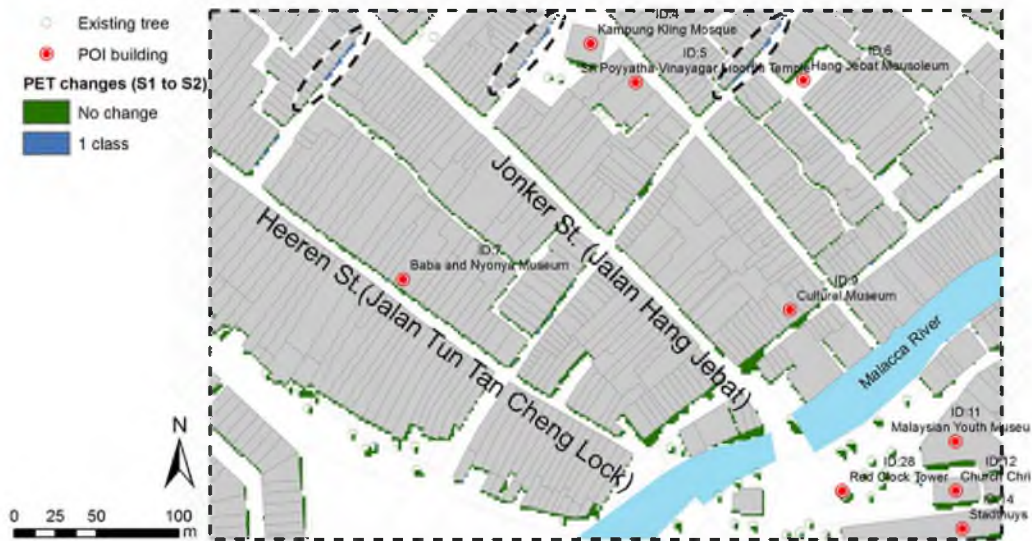 Existing tree
POI building
PET changes (S1 to S2)
No change
1 class
ID:4
Kampung Kling Mosque
ID:5
Sri Poyyatha Vinayagar Moorthi Temple
ID:6
Hang Jebat Mausoleum
Jonker St. (Jalan Hang Jebat)
Heeren St.(Jalan Tun Tan Cheng Lock)
ID:7
Baba and Nyonya Museum
ID:9
Cultural Museum
Malacca River
ID:11
Malaysian Youth Museu
ID:28
Red Clock Tower
ID:12
Church Chri
ID:14
Stadthuys
N
0 25 50 100
m